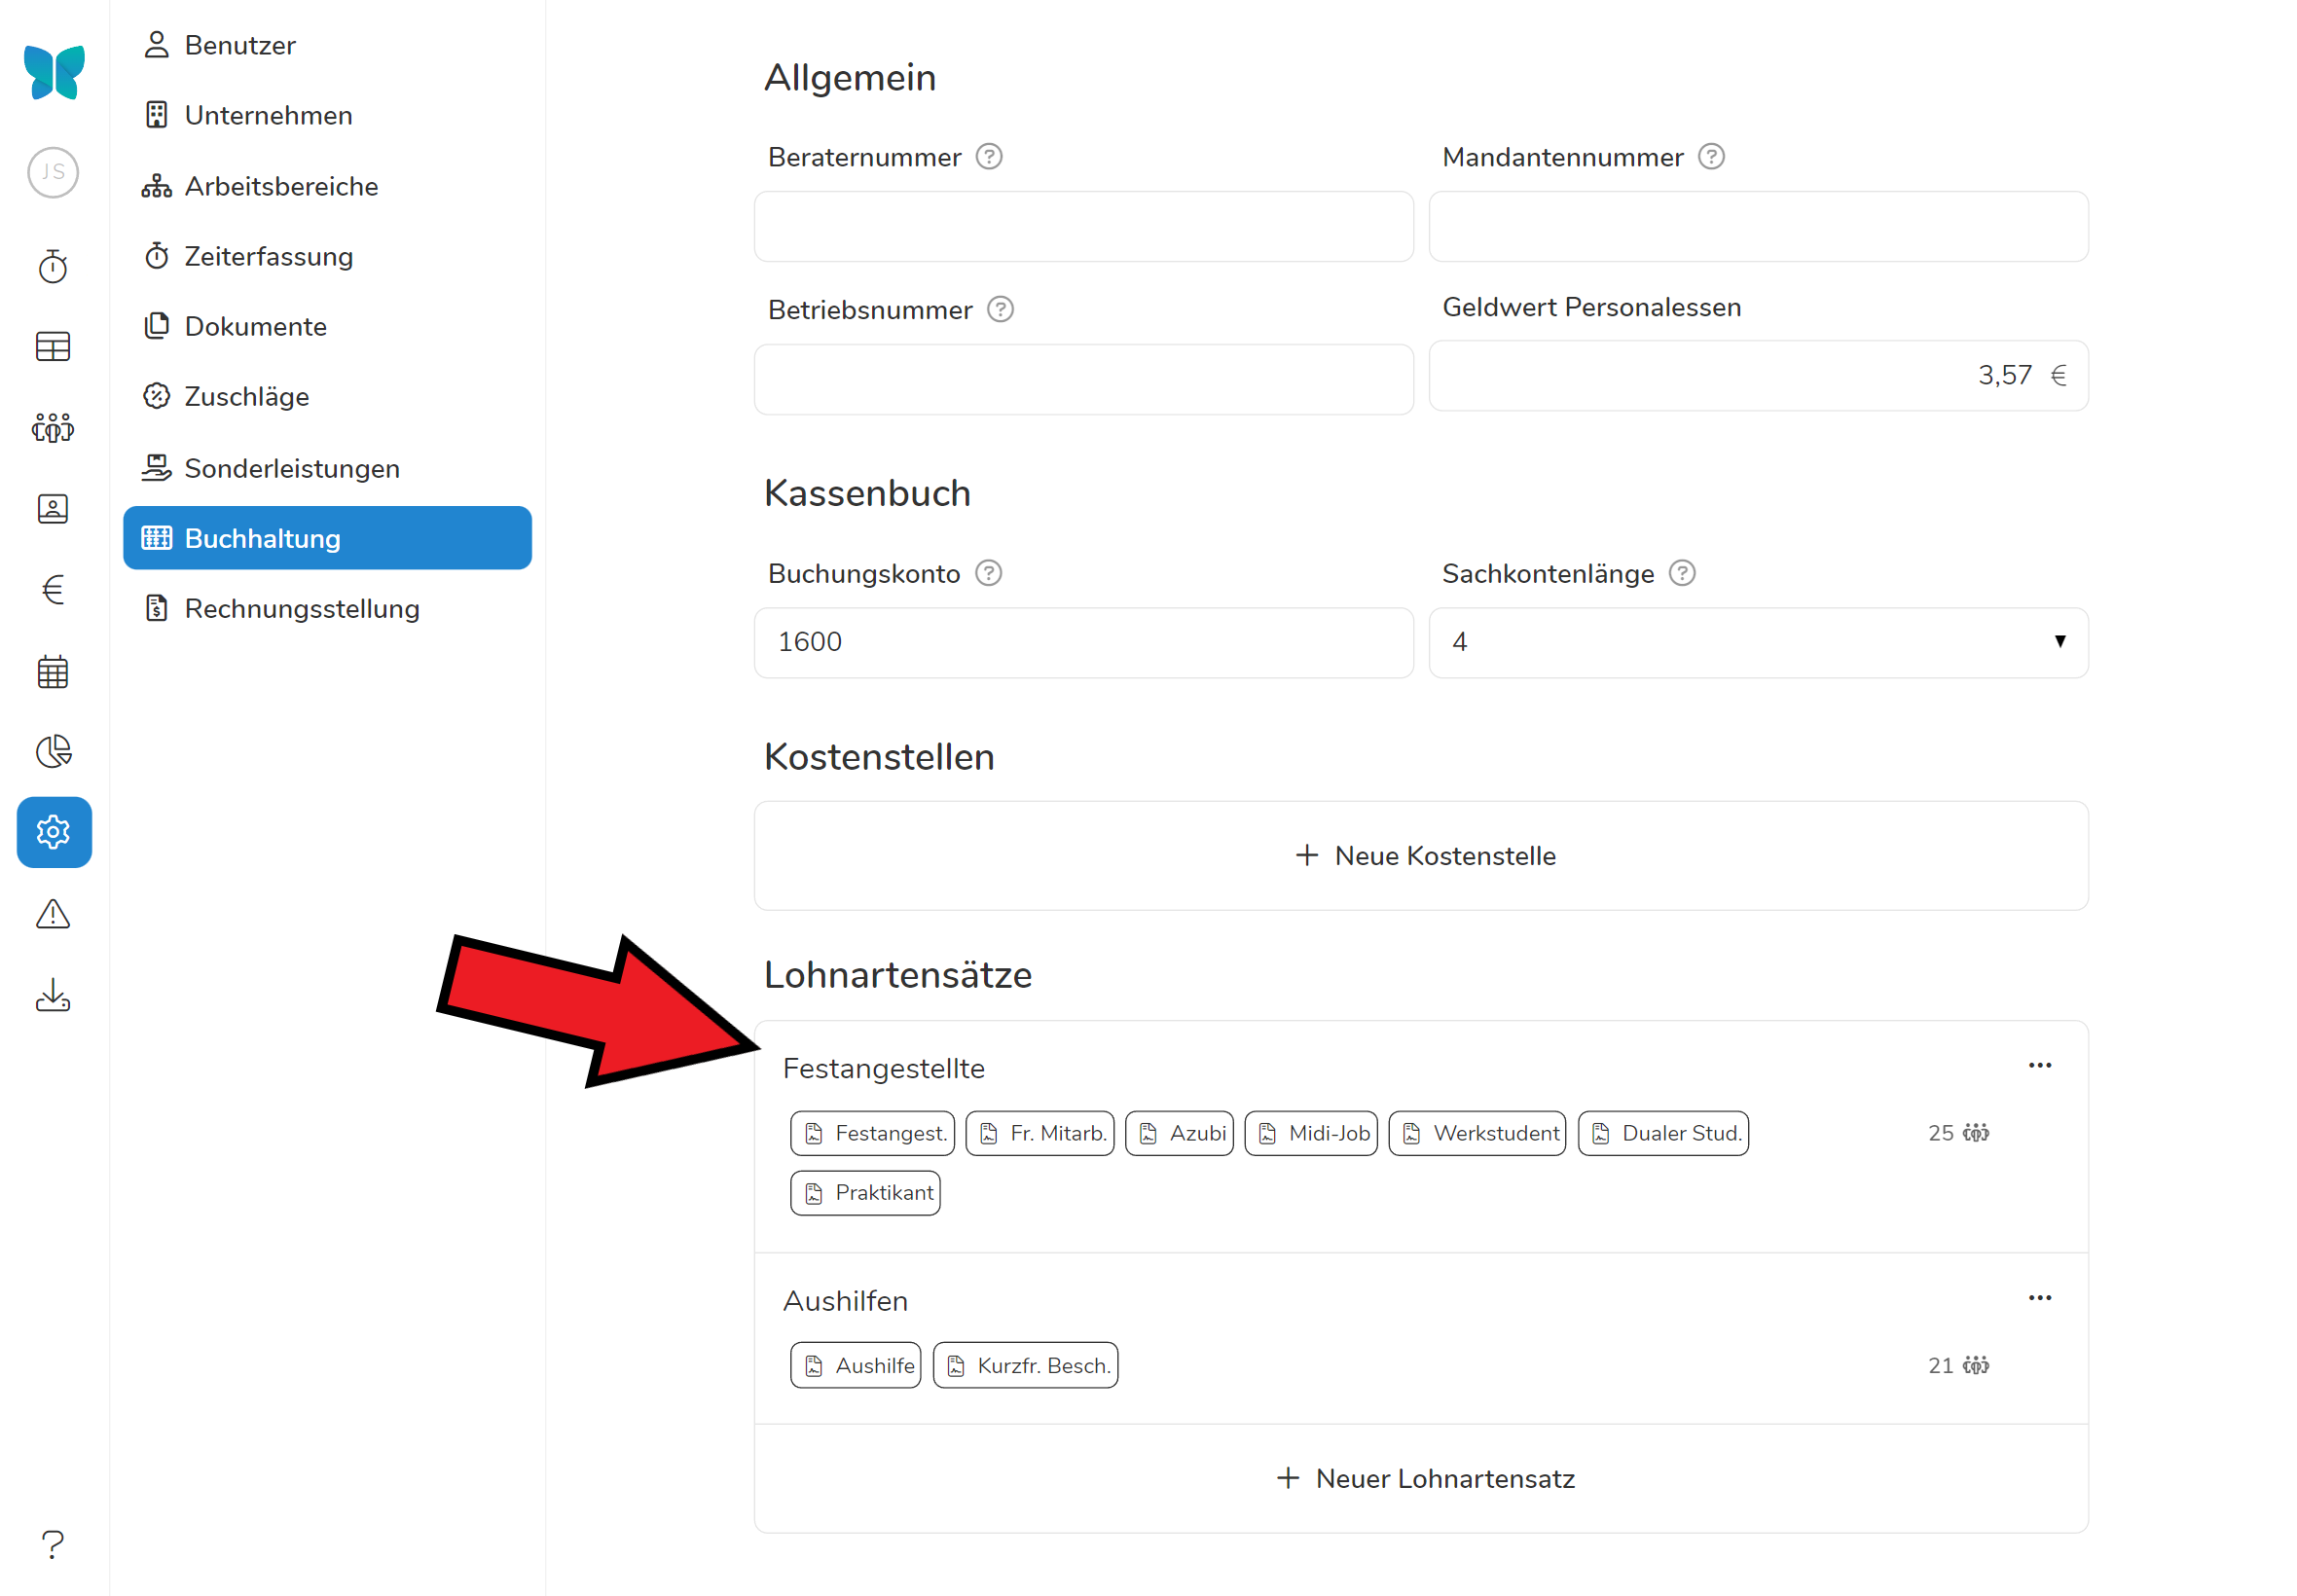 JS
Benutzer
Unternehmen
Arbeitsbereiche
Zeiterfassung
Dokumente
Zuschläge
Sonderleistungen
Buchhaltung
Rechnungsstellung
?
Allgemein
Beraternummer ? Mandantennummer ?
Betriebsnummer ? Geldwert Personalessen
3,57 €
Kassenbuch
Buchungskonto ? Sachkontenlänge ?
1600 4
Kostenstellen
+ Neue Kostenstelle
Lohnartensätze
Festangestellte
Festangest. Fr. Mitarb. Azubi Midi-Job Werkstudent Dualer Stud. 25
Praktikant
Aushilfen
Aushilfe Kurzfr. Besch. 21
+ Neuer Lohnartensatz